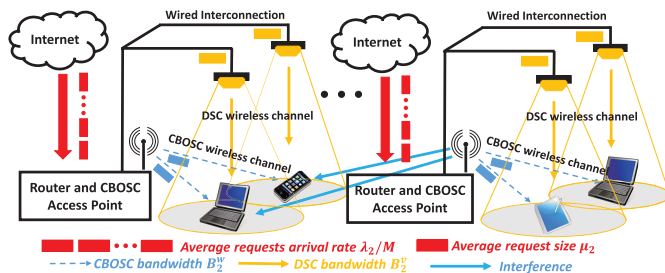 Wired Interconnection
Internet
DSC wireless channel
CBOSC wireless channel
Router and CBOSC
Access Point
Wired Interconnection
Internet
DSC wireless channel
CBOSC wireless channel
Router and CBOSC
Access Point
Average requests arrival rate λ₂/M
Average request size μ₂
CBOSC bandwidth B₂ʷ
DSC bandwidth B₂ᵛ
Interference